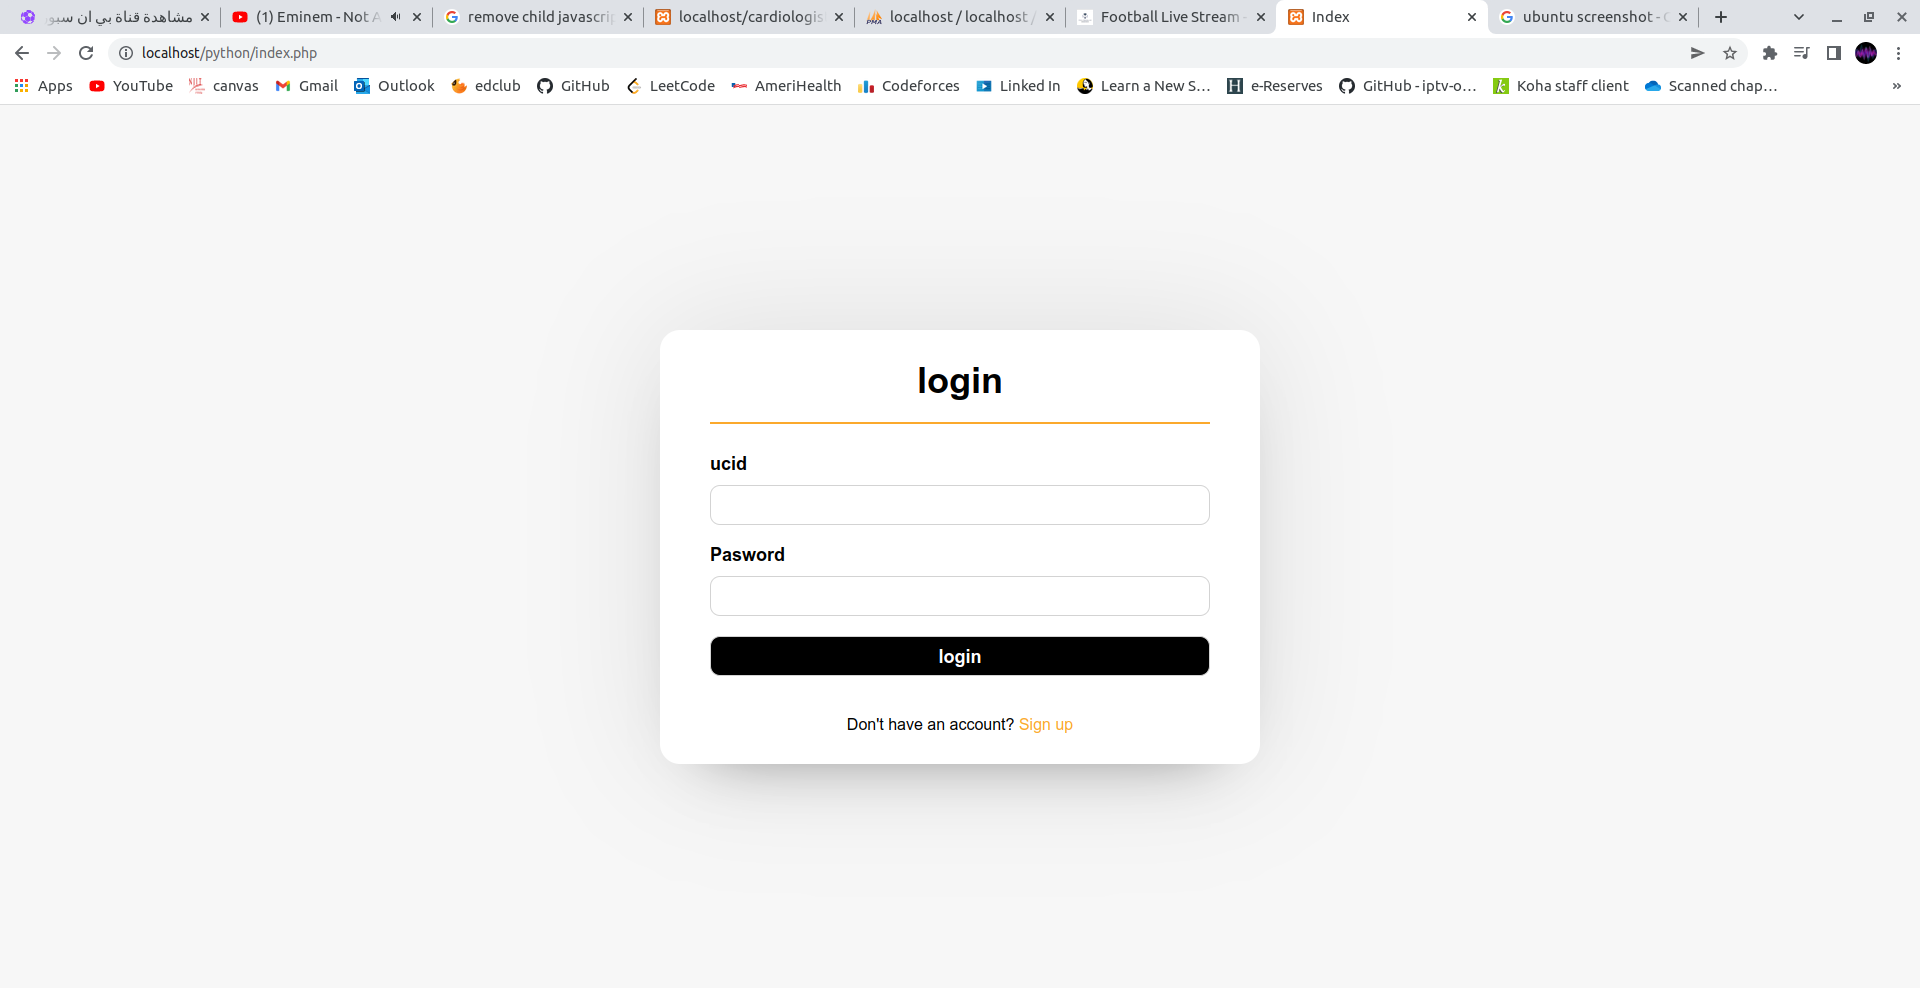 مشاهدة قناة بي ان سبور
(1) Eminem - Not A
remove child javascrip
localhost/cardiologis
localhost / localhost /
Football Live Stream -
Index
ubuntu screenshot -
localhost/python/index.php
Apps
YouTube
canvas
Gmail
Outlook
edclub
GitHub
LeetCode
AmeriHealth
Codeforces
Linked In
Learn a New S…
e-Reserves
GitHub - iptv-o…
Koha staff client
Scanned chap…
»
login
ucid
Pasword
login
Don't have an account? Sign up